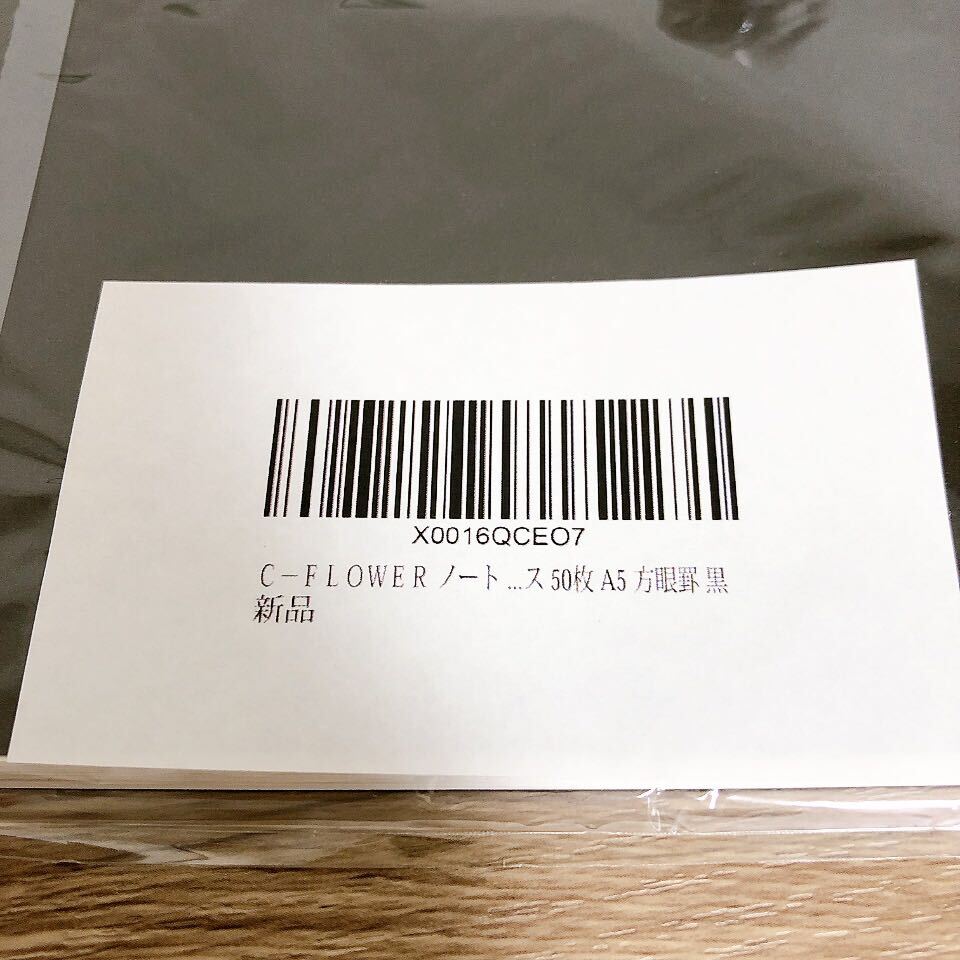 X0016QCEO7
C－FLOWER ノート ...ス 50枚 A5 方眼罫 黒
新品